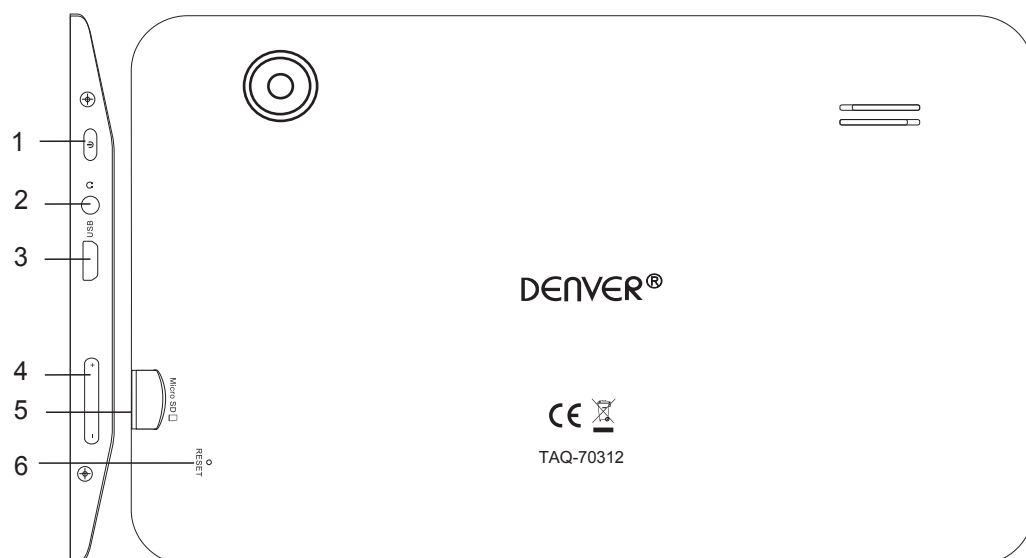 1
2
USB
3
DENVER®
4
+
Micro SD
5
-
CE
RESET
6
TAQ-70312